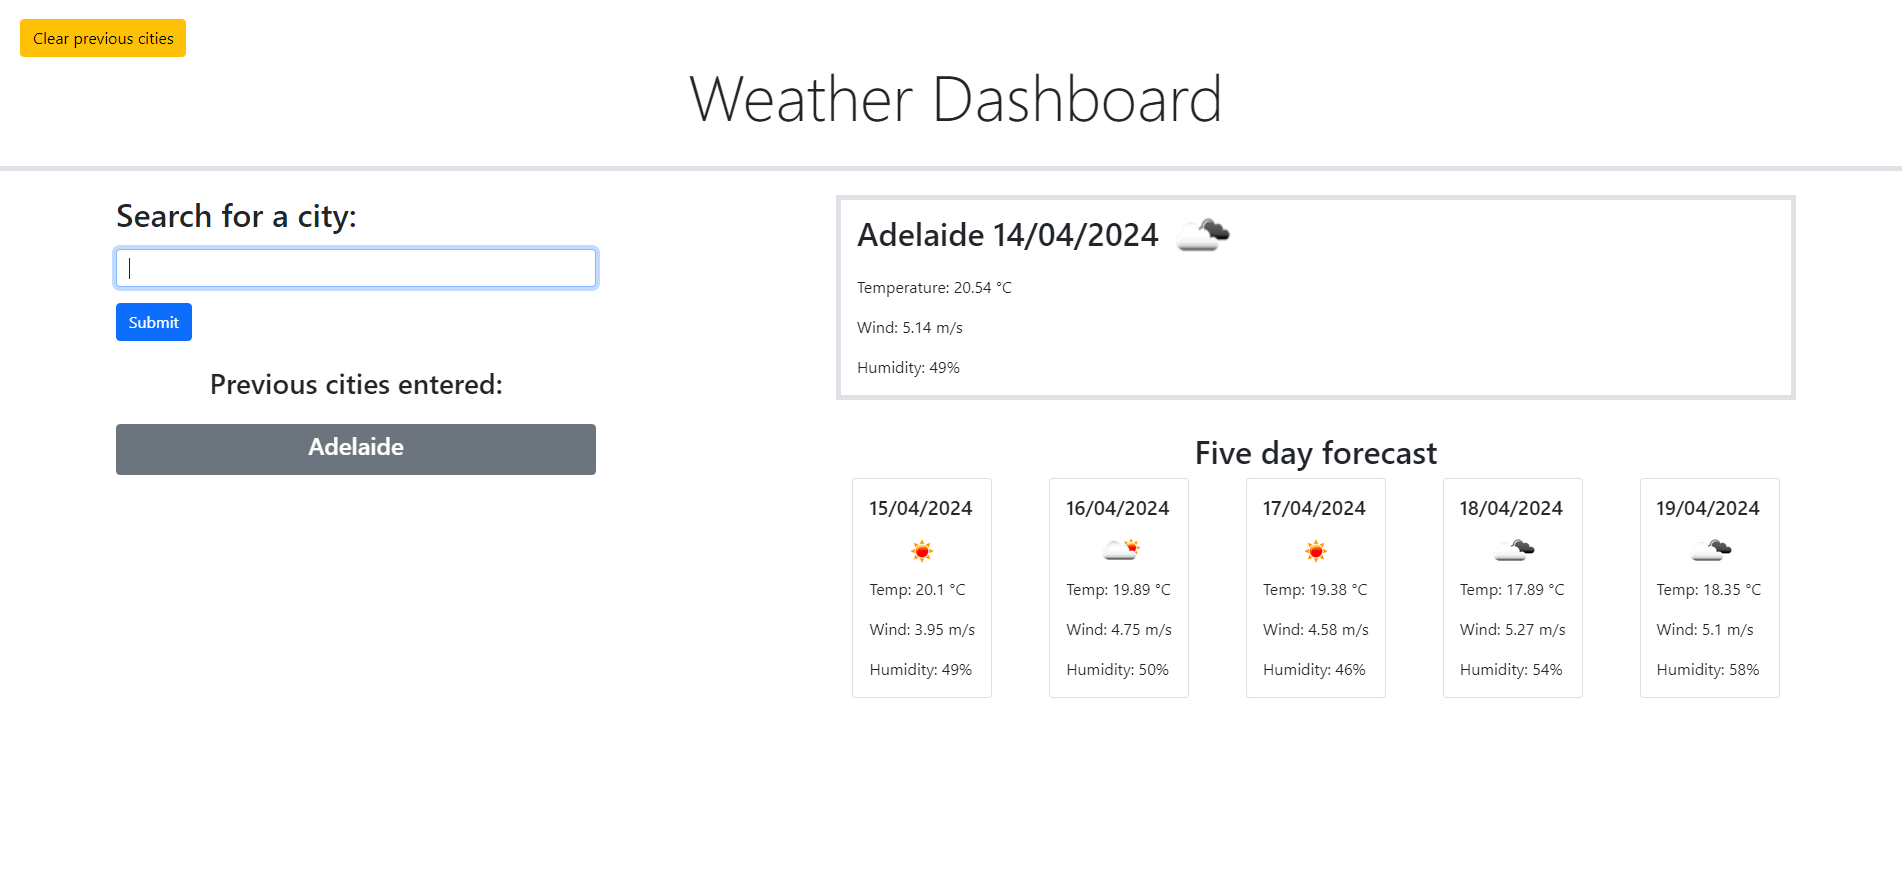 Clear previous cities
Weather Dashboard
Search for a city:
Submit
Previous cities entered:
Adelaide
Adelaide 14/04/2024
Temperature: 20.54 °C
Wind: 5.14 m/s
Humidity: 49%
Five day forecast
15/04/2024
Temp: 20.1 °C
Wind: 3.95 m/s
Humidity: 49%
16/04/2024
Temp: 19.89 °C
Wind: 4.75 m/s
Humidity: 50%
17/04/2024
Temp: 19.38 °C
Wind: 4.58 m/s
Humidity: 46%
18/04/2024
Temp: 17.89 °C
Wind: 5.27 m/s
Humidity: 54%
19/04/2024
Temp: 18.35 °C
Wind: 5.1 m/s
Humidity: 58%